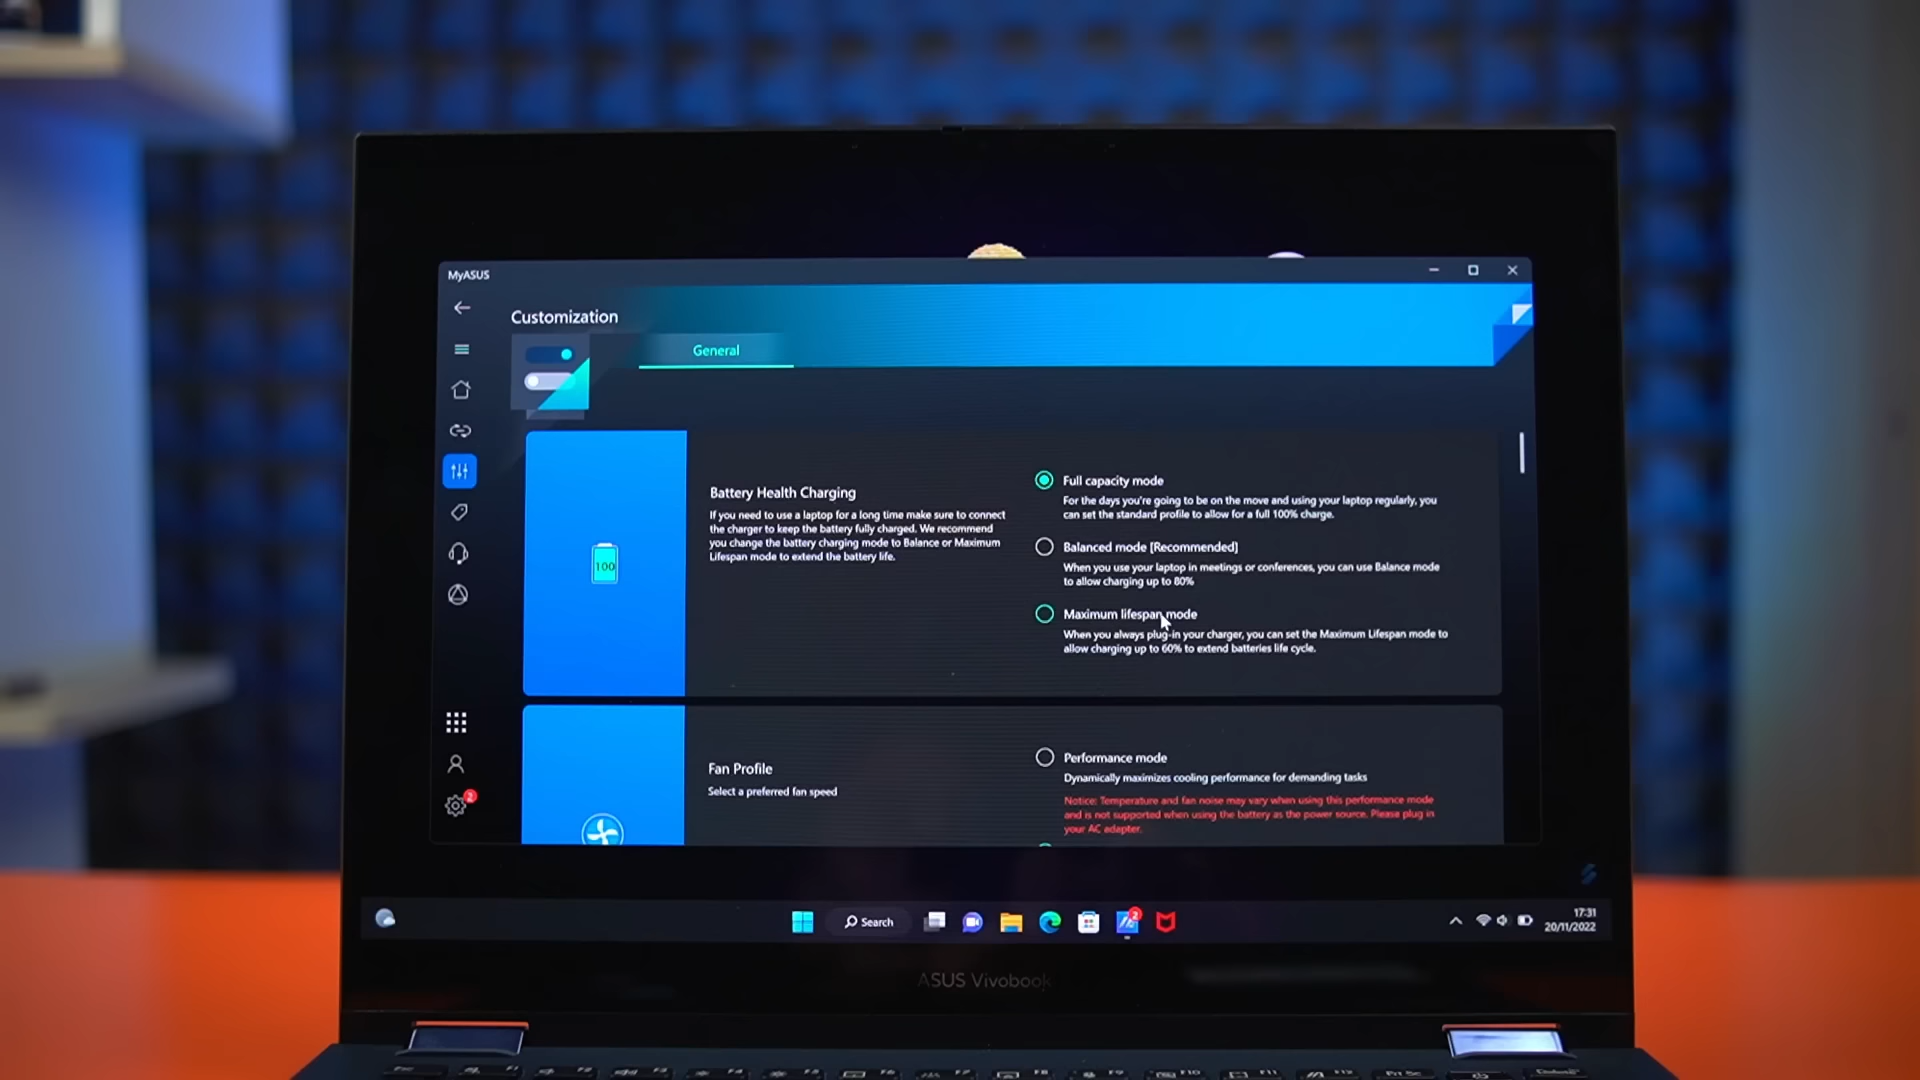 MyASUS
Customization
General
Battery Health Charging
If you need to use a laptop for a long time make sure to connect
the charger to keep the battery fully charged. We recommend
you change the battery charging mode to Balance or Maximum
Lifespan mode to extend the battery life.
100
Full capacity mode
For the days you're going to be on the move and using your laptop regularly, you
can set the standard profile to allow for a full 100% charge.
Balanced mode [Recommended]
When you use your laptop in meetings or conferences, you can use Balance mode
to allow charging up to 80%
Maximum lifespan mode
When you always plug-in your charger, you can set the Maximum Lifespan mode to
allow charging up to 60% to extend batteries life cycle.
Fan Profile
Select a preferred fan speed
Performance mode
Dynamically maximizes cooling performance for demanding tasks
Notice: Temperature and fan noise may vary when using this performance mode
and is not supported when using the battery as the power source. Please plug in
your AC adapter.
2
Search
2
17:31
20/11/2022
ASUS Vivobook